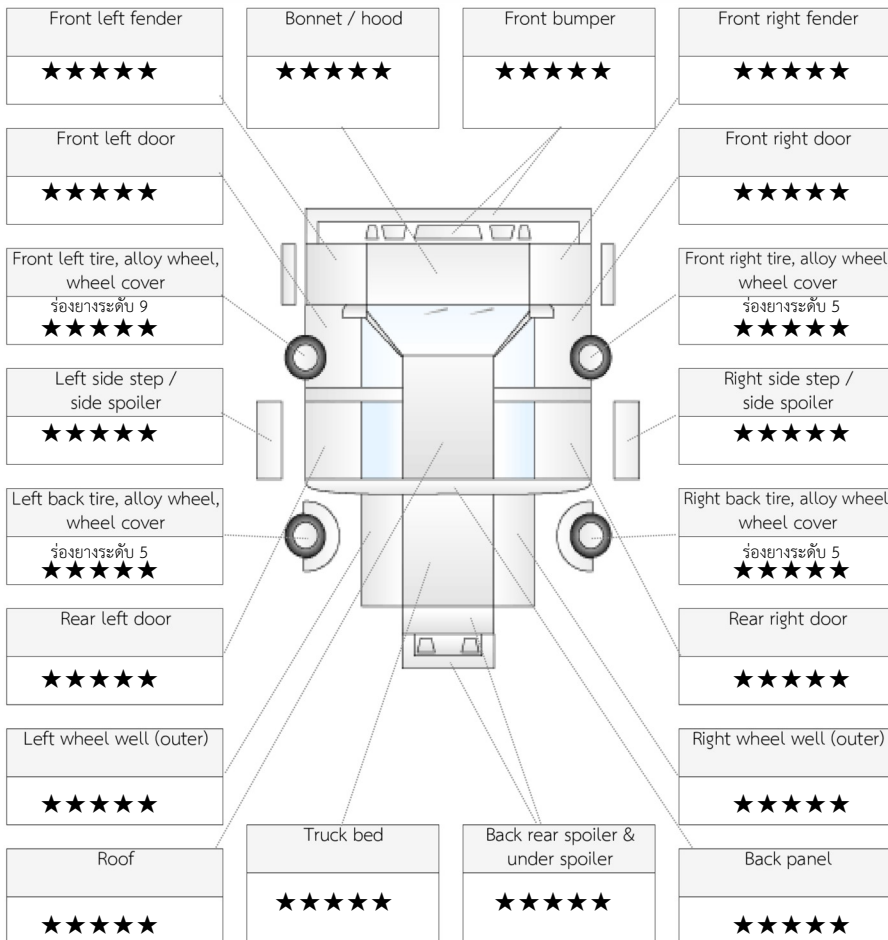 Front left fender
★★★★★
Bonnet / hood
★★★★★
Front bumper
★★★★★
Front right fender
★★★★★
Front left door
★★★★★
Front right door
★★★★★
Front left tire, alloy wheel,
wheel cover
ร่องยางระดับ 9
★★★★★
Front right tire, alloy wheel
wheel cover
ร่องยางระดับ 5
★★★★★
Left side step /
side spoiler
★★★★★
Right side step /
side spoiler
★★★★★
Left back tire, alloy wheel,
wheel cover
ร่องยางระดับ 5
★★★★★
Right back tire, alloy wheel
wheel cover
ร่องยางระดับ 5
★★★★★
Rear left door
★★★★★
Rear right door
★★★★★
Left wheel well (outer)
★★★★★
Right wheel well (outer)
★★★★★
Roof
★★★★★
Truck bed
★★★★★
Back rear spoiler &
under spoiler
★★★★★
Back panel
★★★★★